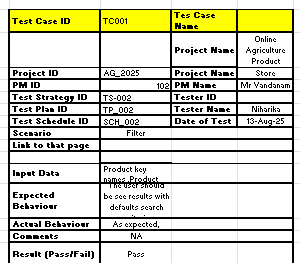 Test Case ID TC001 Tes Case Name
Project Name Online Agriculture Product
Project ID AG_2025 Project Name Store
PM ID 102 PM Name Mr Vandanam
Test Strategy ID TS-002 Tester ID
Test Plan ID TP_002 Tester Name Niharika
Test Schedule ID SCH_002 Date of Test 13-Aug-25
Scenario Filter
Link to that page
Input Data Product key names ,Product
Expected Behaviour The user should be see results with defaults search
Actual Behaviour As expected,
Comments NA
Result (Pass/Fail) Pass